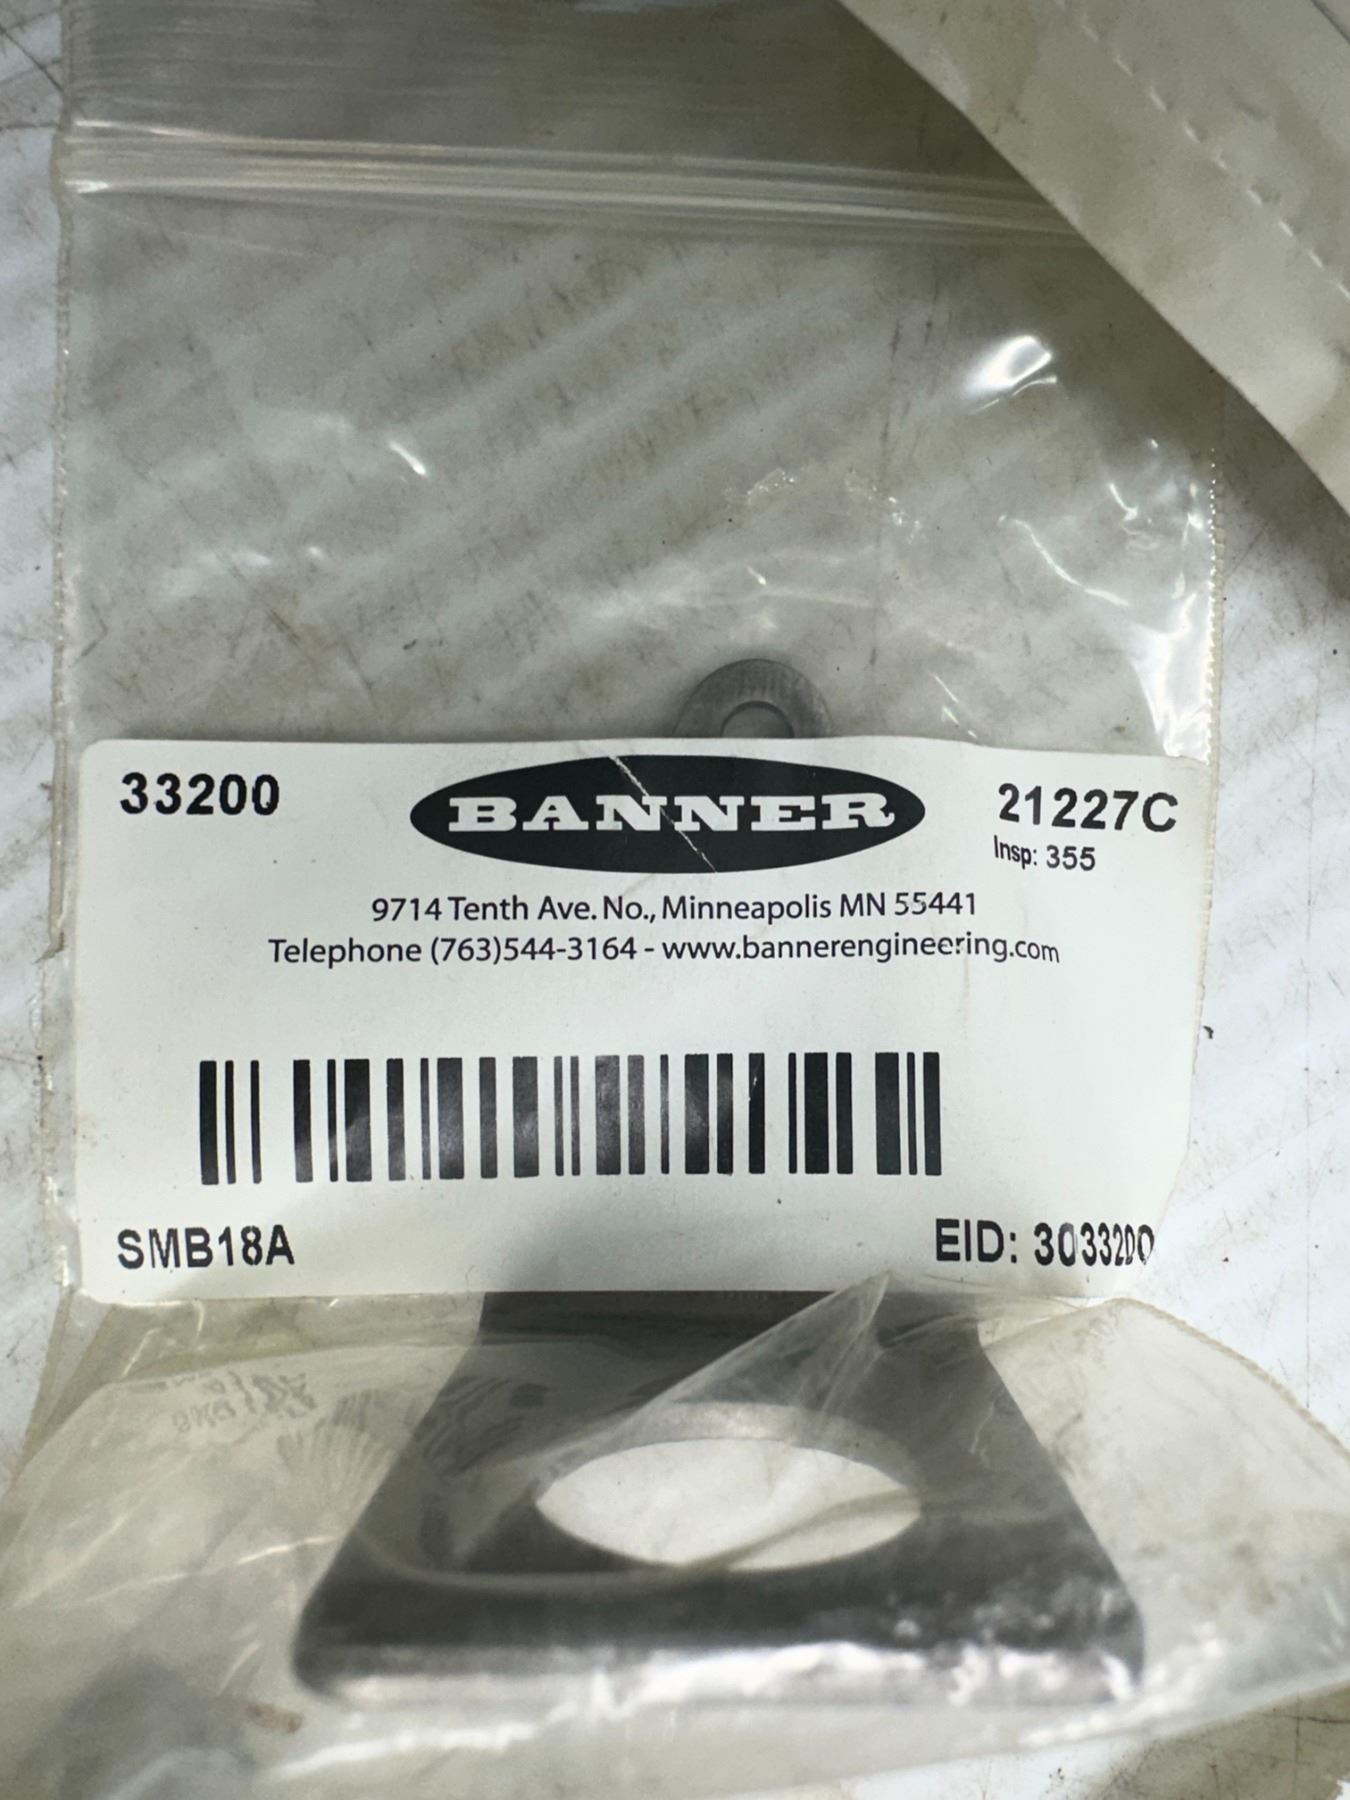 33200
BANNER
21227C
Insp: 355
9714 Tenth Ave. No., Minneapolis MN 55441
Telephone (763)544-3164 - www.bannerengineering.com
SMB18A
EID: